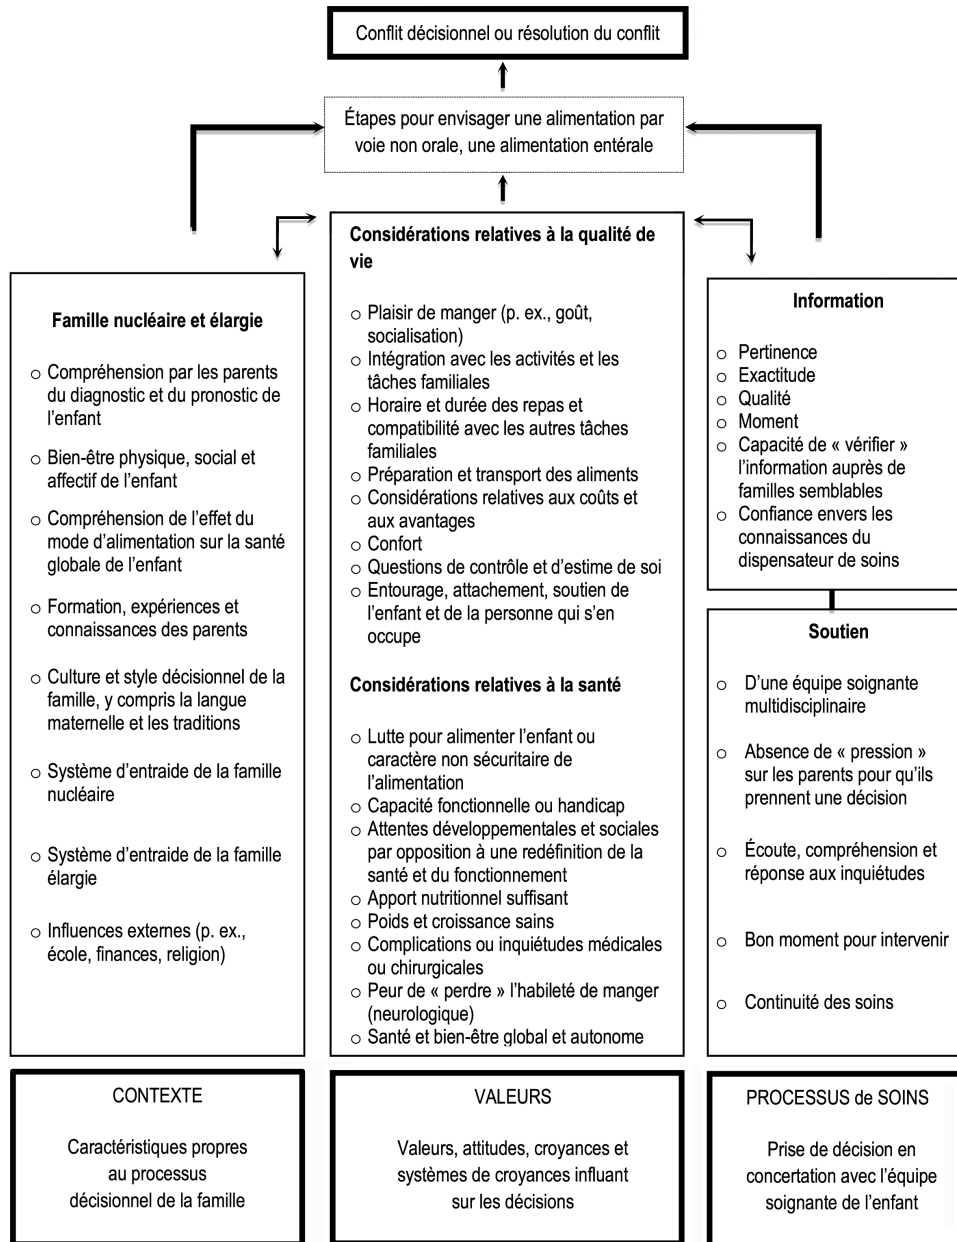 Conflit décisionnel ou résolution du conflit
Étapes pour envisager une alimentation par
voie non orale, une alimentation entérale
Famille nucléaire et élargie
o Compréhension par les parents
du diagnostic et du pronostic de
l'enfant
o Bien-être physique, social et
affectif de l'enfant
o Compréhension de l'effet du
mode d'alimentation sur la santé
globale de l'enfant
o Formation, expériences et
connaissances des parents
o Culture et style décisionnel de la
famille, y compris la langue
maternelle et les traditions
o Système d'entraide de la famille
nucléaire
o Système d'entraide de la famille
élargie
o Influences externes (p. ex.,
école, finances, religion)
Considérations relatives à la qualité de
vie
o Plaisir de manger (p. ex., goût,
socialisation)
o Intégration avec les activités et les
tâches familiales
o Horaire et durée des repas et
compatibilité avec les autres tâches
familiales
o Préparation et transport des aliments
o Considérations relatives aux coûts et
aux avantages
o Confort
o Questions de contrôle et d'estime de soi
o Entourage, attachement, soutien de
l'enfant et de la personne qui s'en
occupe
Considérations relatives à la santé
o Lutte pour alimenter l'enfant ou
caractère non sécuritaire de
l'alimentation
o Capacité fonctionnelle ou handicap
o Attentes développementales et sociales
par opposition à une redéfinition de la
santé et du fonctionnement
o Apport nutritionnel suffisant
o Poids et croissance sains
o Complications ou inquiétudes médicales
ou chirurgicales
o Peur de « perdre » l'habileté de manger
(neurologique)
o Santé et bien-être global et autonome
Information
o Pertinence
o Exactitude
o Qualité
o Moment
o Capacité de « vérifier »
l'information auprès de
familles semblables
o Confiance envers les
connaissances du
dispensateur de soins
Soutien
o D'une équipe soignante
multidisciplinaire
o Absence de « pression »
sur les parents pour qu'ils
prennent une décision
o Écoute, compréhension et
réponse aux inquiétudes
o Bon moment pour intervenir
o Continuité des soins
CONTEXTE
Caractéristiques propres
au processus
décisionnel de la famille
VALEURS
Valeurs, attitudes, croyances et
systèmes de croyances influant
sur les décisions
PROCESSUS de SOINS
Prise de décision en
concertation avec l'équipe
soignante de l'enfant